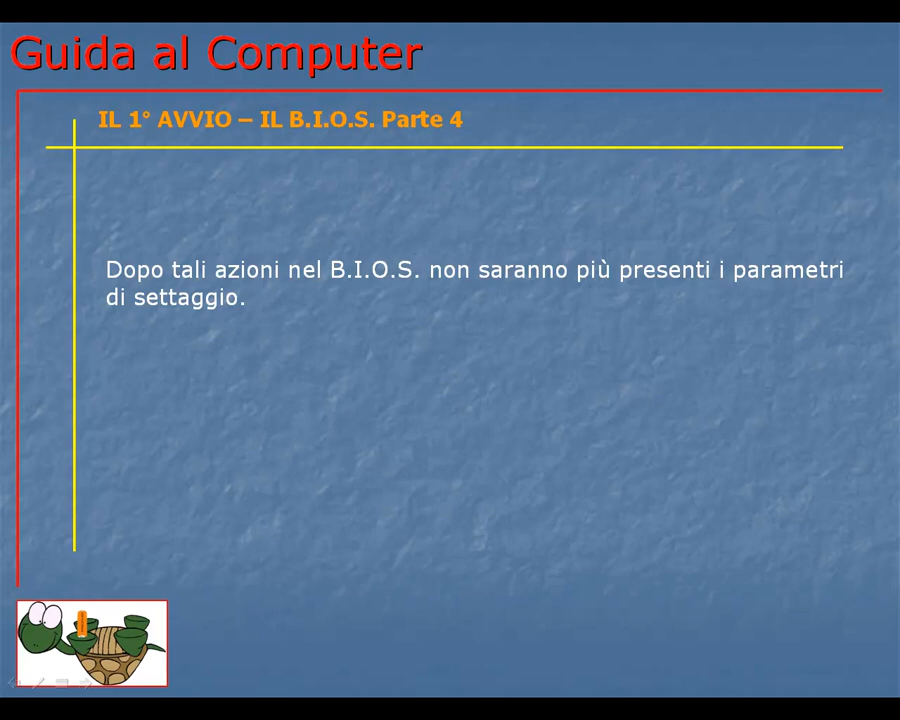 Guida al Computer
IL 1° AVVIO – IL B.I.O.S. Parte 4
Dopo tali azioni nel B.I.O.S. non saranno più presenti i parametri
di settaggio.